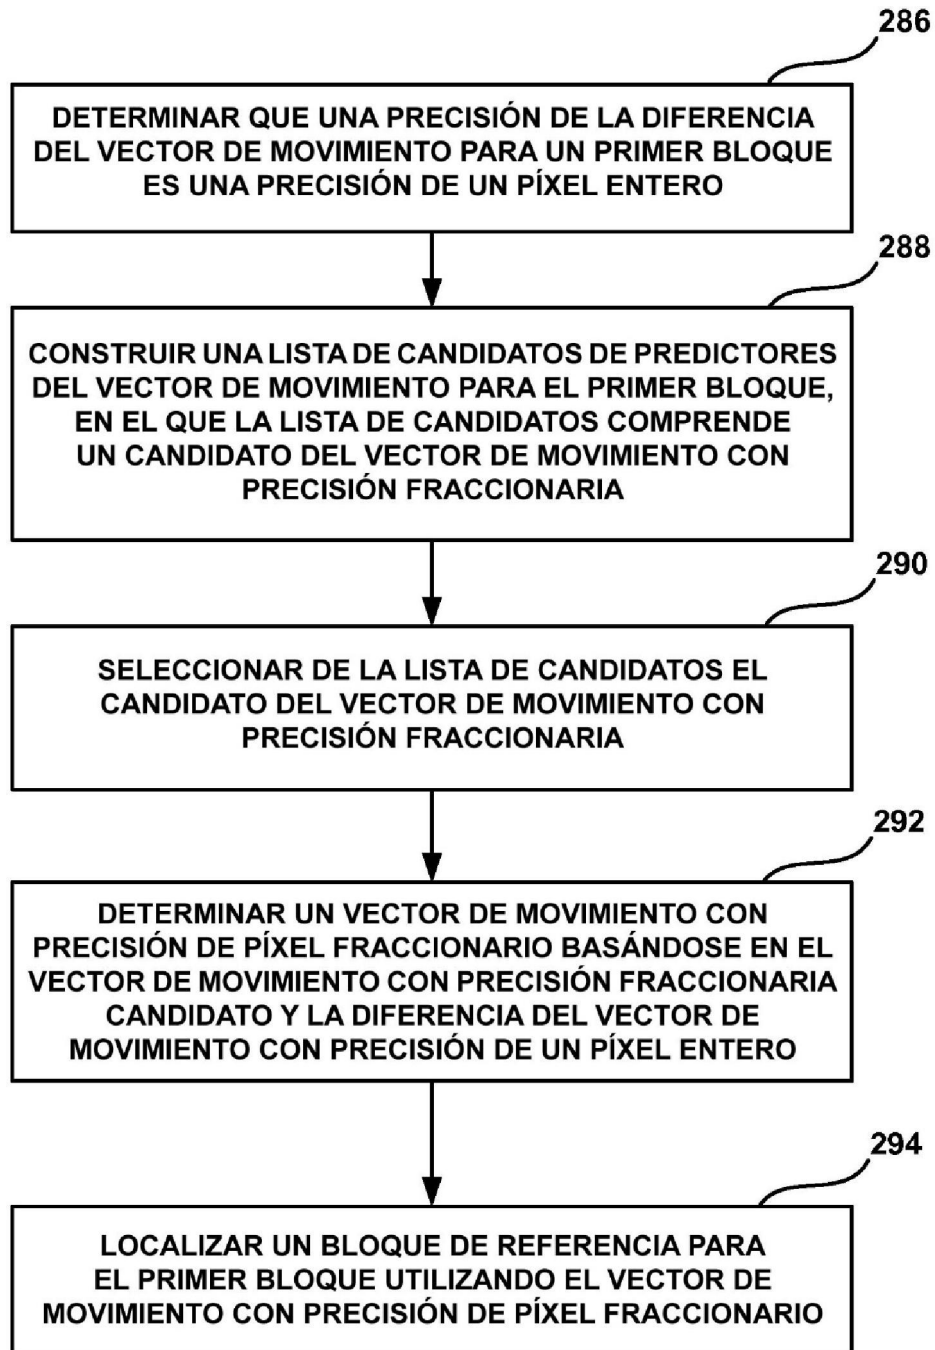 286
DETERMINAR QUE UNA PRECISIÓN DE LA DIFERENCIA
DEL VECTOR DE MOVIMIENTO PARA UN PRIMER BLOQUE
ES UNA PRECISIÓN DE UN PÍXEL ENTERO
288
CONSTRUIR UNA LISTA DE CANDIDATOS DE PREDICTORES
DEL VECTOR DE MOVIMIENTO PARA EL PRIMER BLOQUE,
EN EL QUE LA LISTA DE CANDIDATOS COMPRENDE
UN CANDIDATO DEL VECTOR DE MOVIMIENTO CON
PRECISIÓN FRACCIONARIA
290
SELECCIONAR DE LA LISTA DE CANDIDATOS EL
CANDIDATO DEL VECTOR DE MOVIMIENTO CON
PRECISIÓN FRACCIONARIA
292
DETERMINAR UN VECTOR DE MOVIMIENTO CON
PRECISIÓN DE PÍXEL FRACCIONARIO BASÁNDOSE EN EL
VECTOR DE MOVIMIENTO CON PRECISIÓN FRACCIONARIA
CANDIDATO Y LA DIFERENCIA DEL VECTOR DE
MOVIMIENTO CON PRECISIÓN DE UN PÍXEL ENTERO
294
LOCALIZAR UN BLOQUE DE REFERENCIA PARA
EL PRIMER BLOQUE UTILIZANDO EL VECTOR DE
MOVIMIENTO CON PRECISIÓN DE PÍXEL FRACCIONARIO